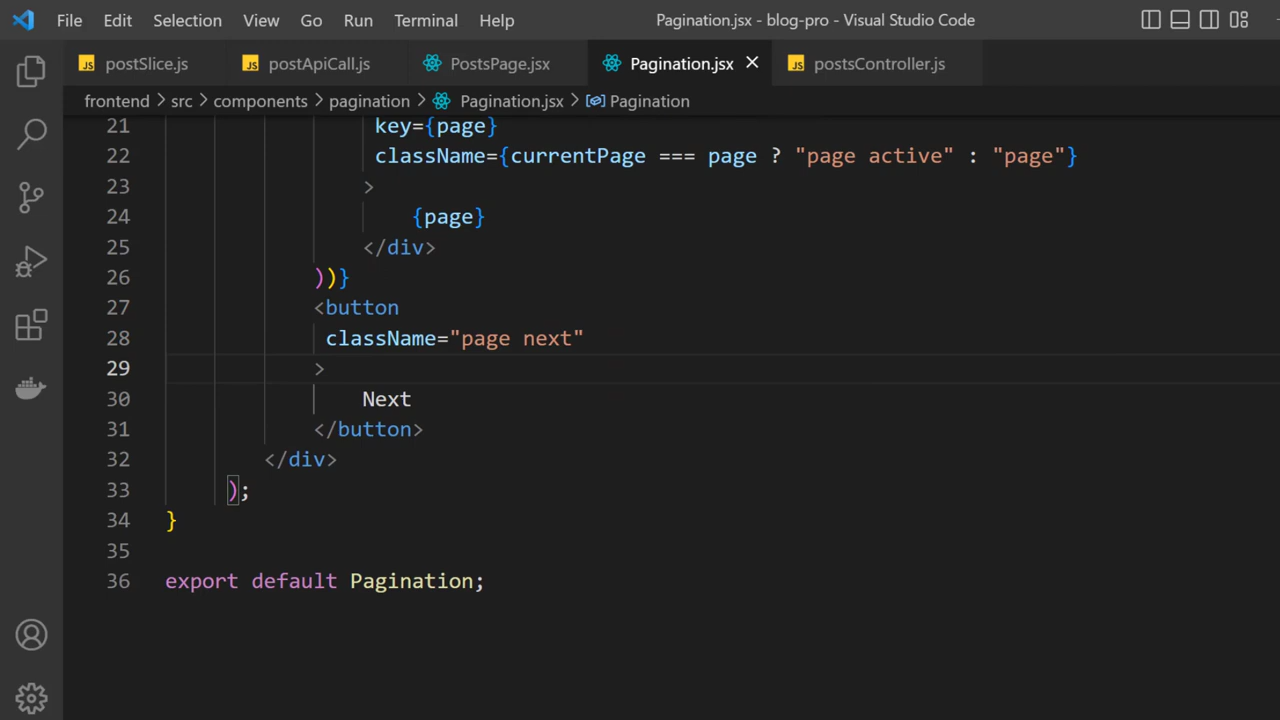 File Edit Selection View Go Run Terminal Help Pagination.jsx - blog-pro - Visual Studio Code
JS postSlice.js JS postApiCall.js PostsPage.jsx Pagination.jsx JS postsController.js
frontend > src > components > pagination > Pagination.jsx > Pagination
21 key={page}
22 className={currentPage === page ? "page active" : "page"}
23 >
24 {page}
25 </div>
26 ))}
27 <button
28 className="page next"
29 >
30 Next
31 </button>
32 </div>
33 );
34 }
35
36 export default Pagination;